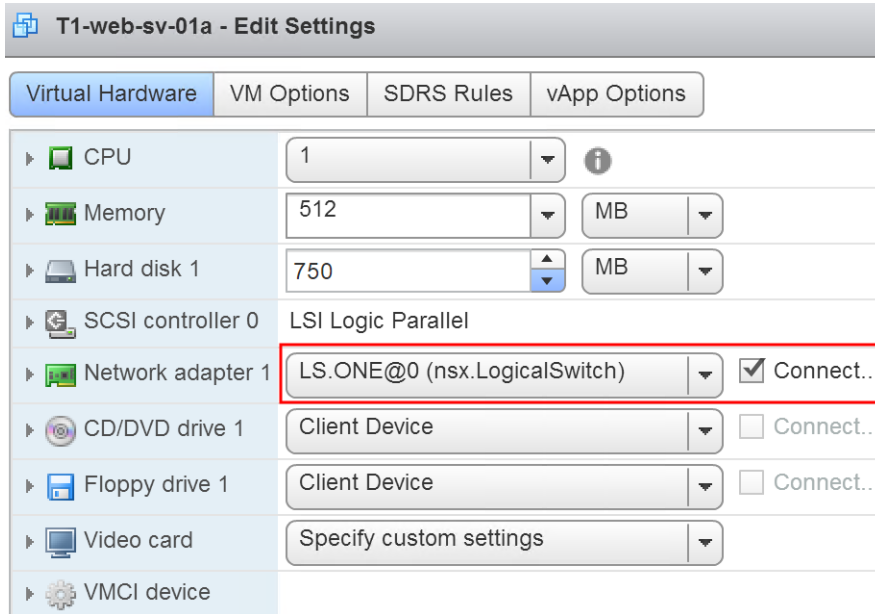 T1-web-sv-01a - Edit Settings
Virtual Hardware VM Options SDRS Rules vApp Options
CPU 1
Memory 512 MB
Hard disk 1 750 MB
SCSI controller 0 LSI Logic Parallel
Network adapter 1 LS.ONE@0 (nsx.LogicalSwitch) Connect..
CD/DVD drive 1 Client Device Connect..
Floppy drive 1 Client Device Connect..
Video card Specify custom settings
VMCI device